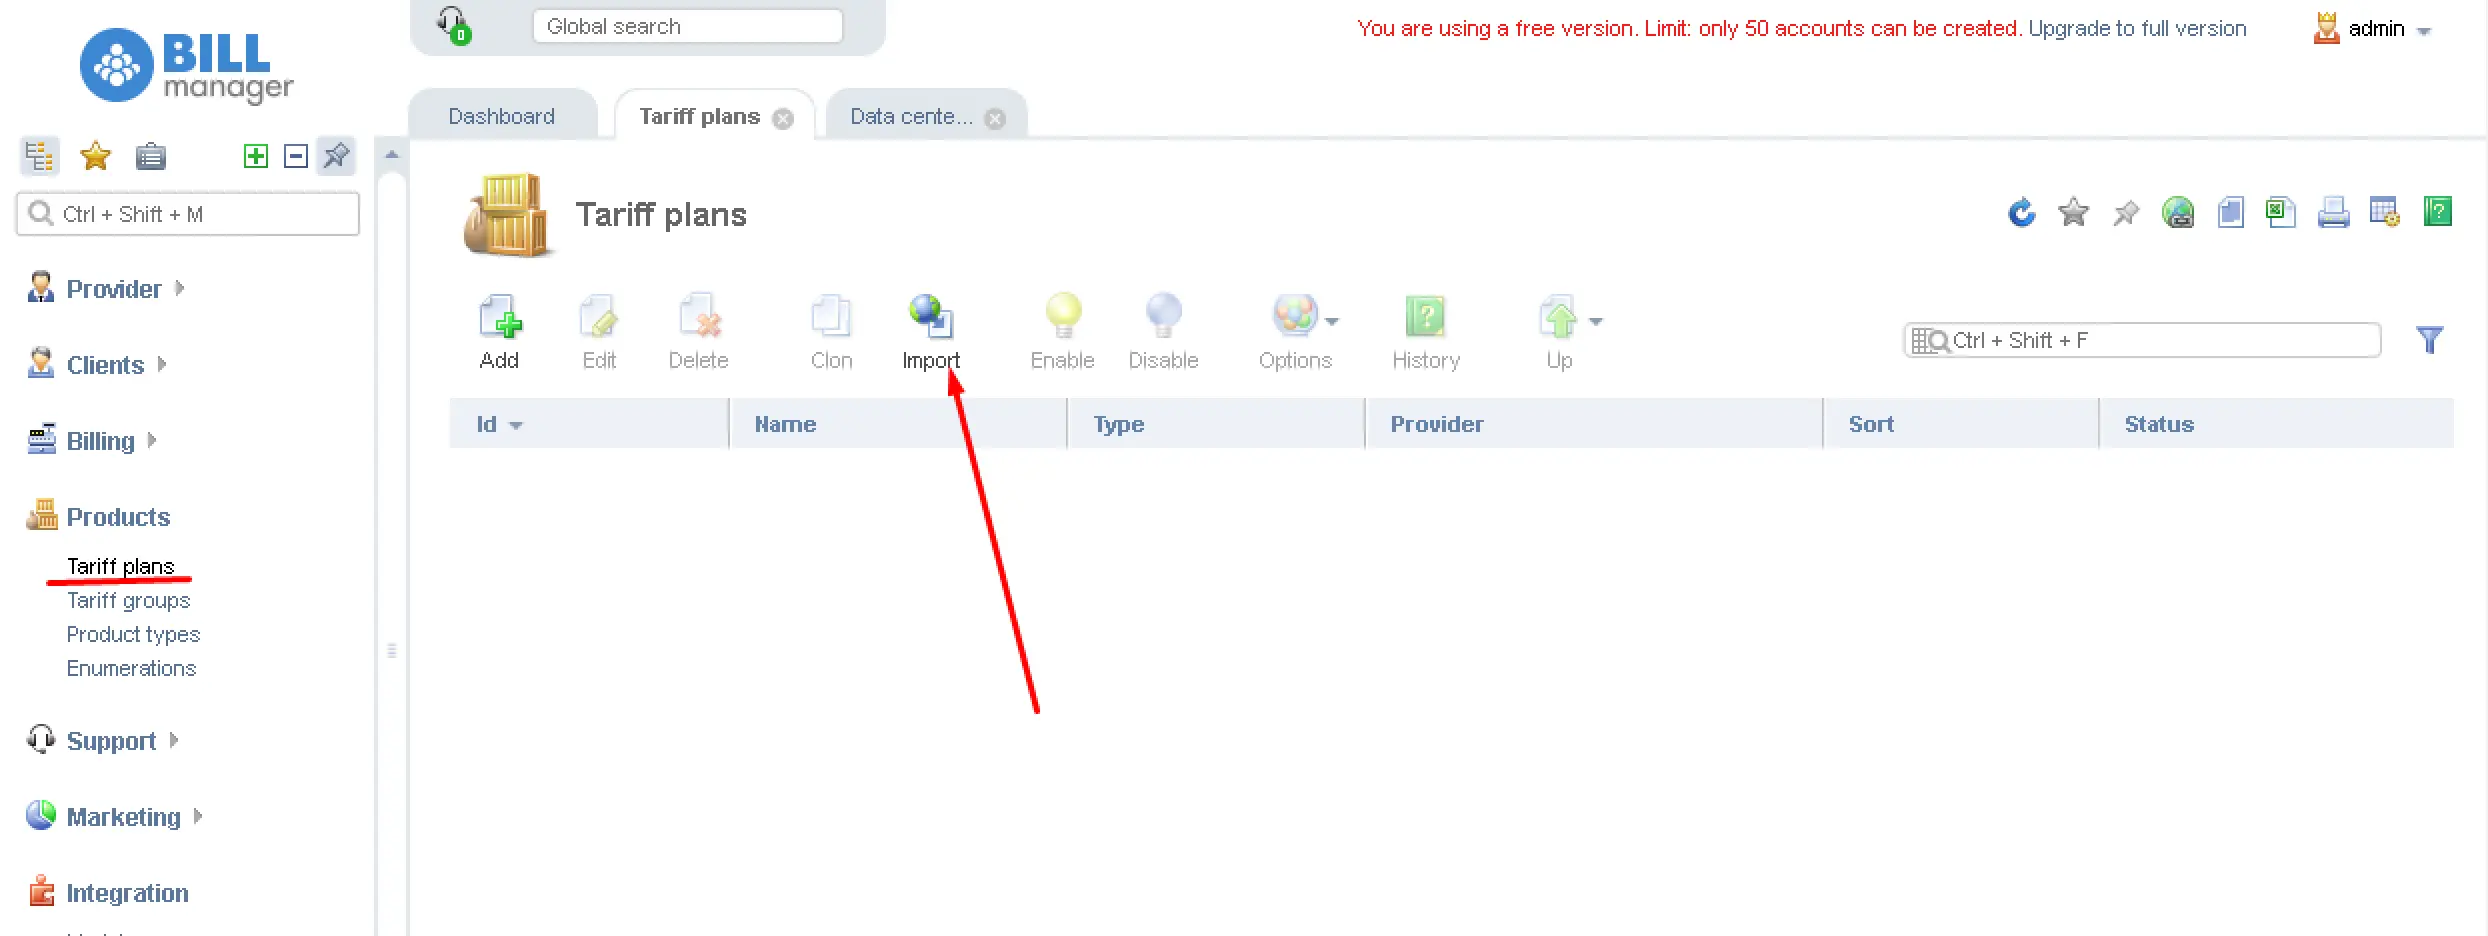 BILL
manager
0
Global search
You are using a free version. Limit: only 50 accounts can be created. Upgrade to full version
admin
Dashboard
Tariff plans
Data cente...
Ctrl + Shift + M
Tariff plans
Provider
Clients
Billing
Products
Tariff plans
Tariff groups
Product types
Enumerations
Support
Marketing
Integration
Add
Edit
Delete
Clon
Import
Enable
Disable
Options
History
Up
Ctrl + Shift + F
Id
Name
Type
Provider
Sort
Status